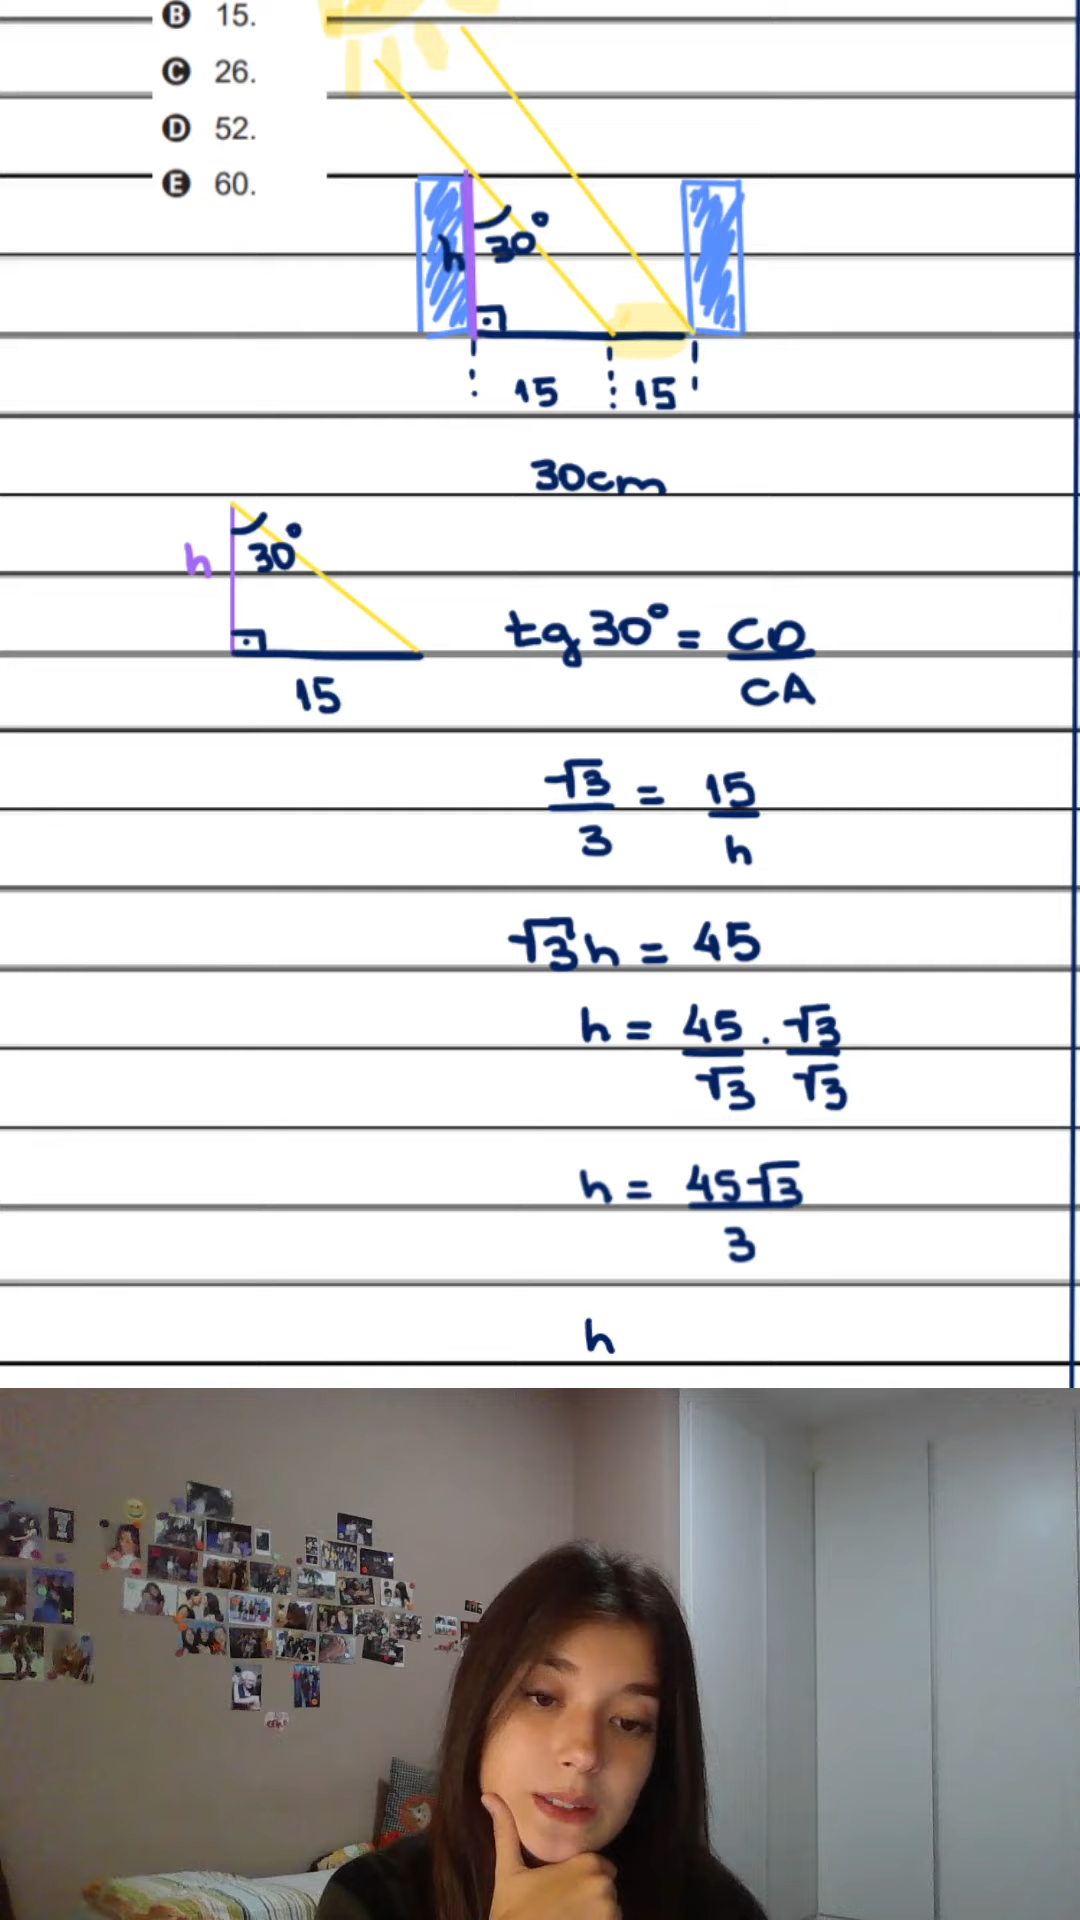 B 15.
C 26.
D 52.
E 60.
h 30°
15 15
30cm
h 30°
15
tg 30° = CO
CA
√3 = 15
3 h
√3 h = 45
h = 45 . √3
√3 √3
h = 45√3
3
h